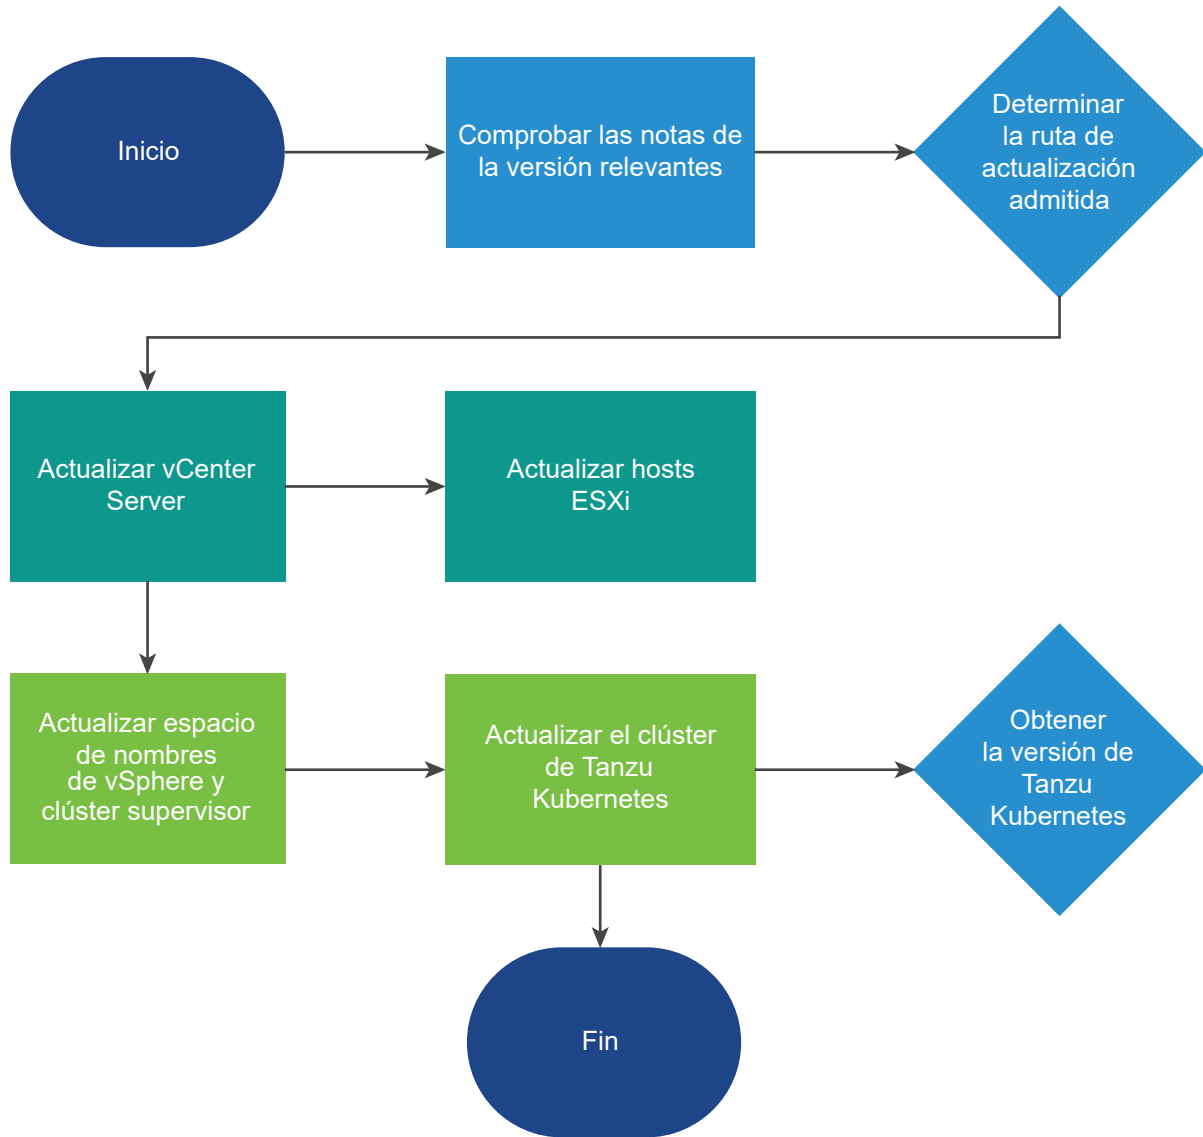 Inicio
Comprobar las notas de
la versión relevantes
Determinar
la ruta de
actualización
admitida
Actualizar vCenter
Server
Actualizar hosts
ESXi
Actualizar espacio
de nombres
de vSphere y
clúster supervisor
Actualizar el clúster
de Tanzu
Kubernetes
Obtener
la versión de
Tanzu
Kubernetes
Fin